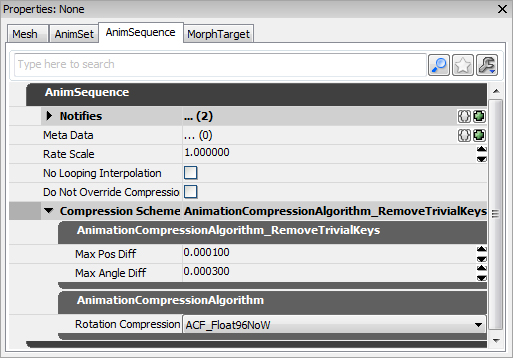 Properties: None
Mesh AnimSet AnimSequence MorphTarget
Type here to search
AnimSequence
Notifies ... (2)
Meta Data ... (0)
Rate Scale 1.000000
No Looping Interpolation
Do Not Override Compressio
Compression Scheme AnimationCompressionAlgorithm_RemoveTrivialKeys
AnimationCompressionAlgorithm_RemoveTrivialKeys
Max Pos Diff 0.000100
Max Angle Diff 0.000300
AnimationCompressionAlgorithm
Rotation Compression ACF_Float96NoW